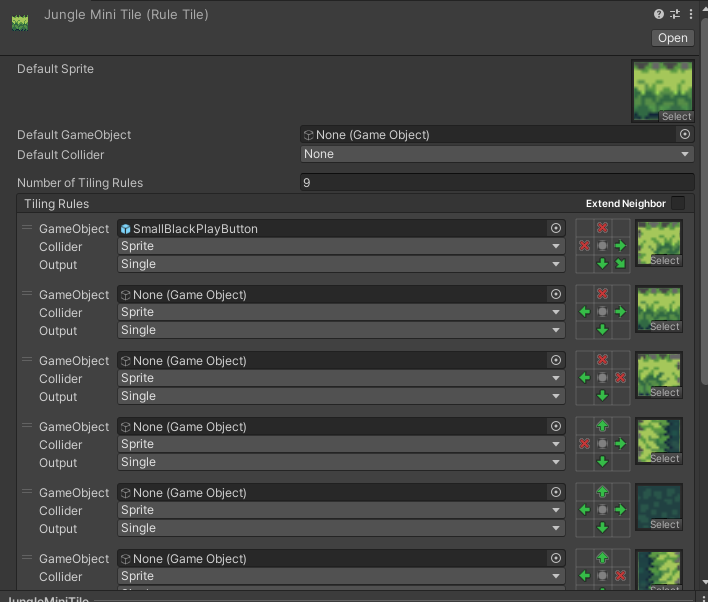 Jungle Mini Tile (Rule Tile)
Open
Default Sprite
Select
Default GameObject None (Game Object)
Default Collider None
Number of Tiling Rules 9
Tiling Rules Extend Neighbor
GameObject SmallBlackPlayButton
Collider Sprite
Output Single
Select
GameObject None (Game Object)
Collider Sprite
Output Single
Select
GameObject None (Game Object)
Collider Sprite
Output Single
Select
GameObject None (Game Object)
Collider Sprite
Output Single
Select
GameObject None (Game Object)
Collider Sprite
Output Single
Select
GameObject None (Game Object)
Collider Sprite
JungleMiniTile